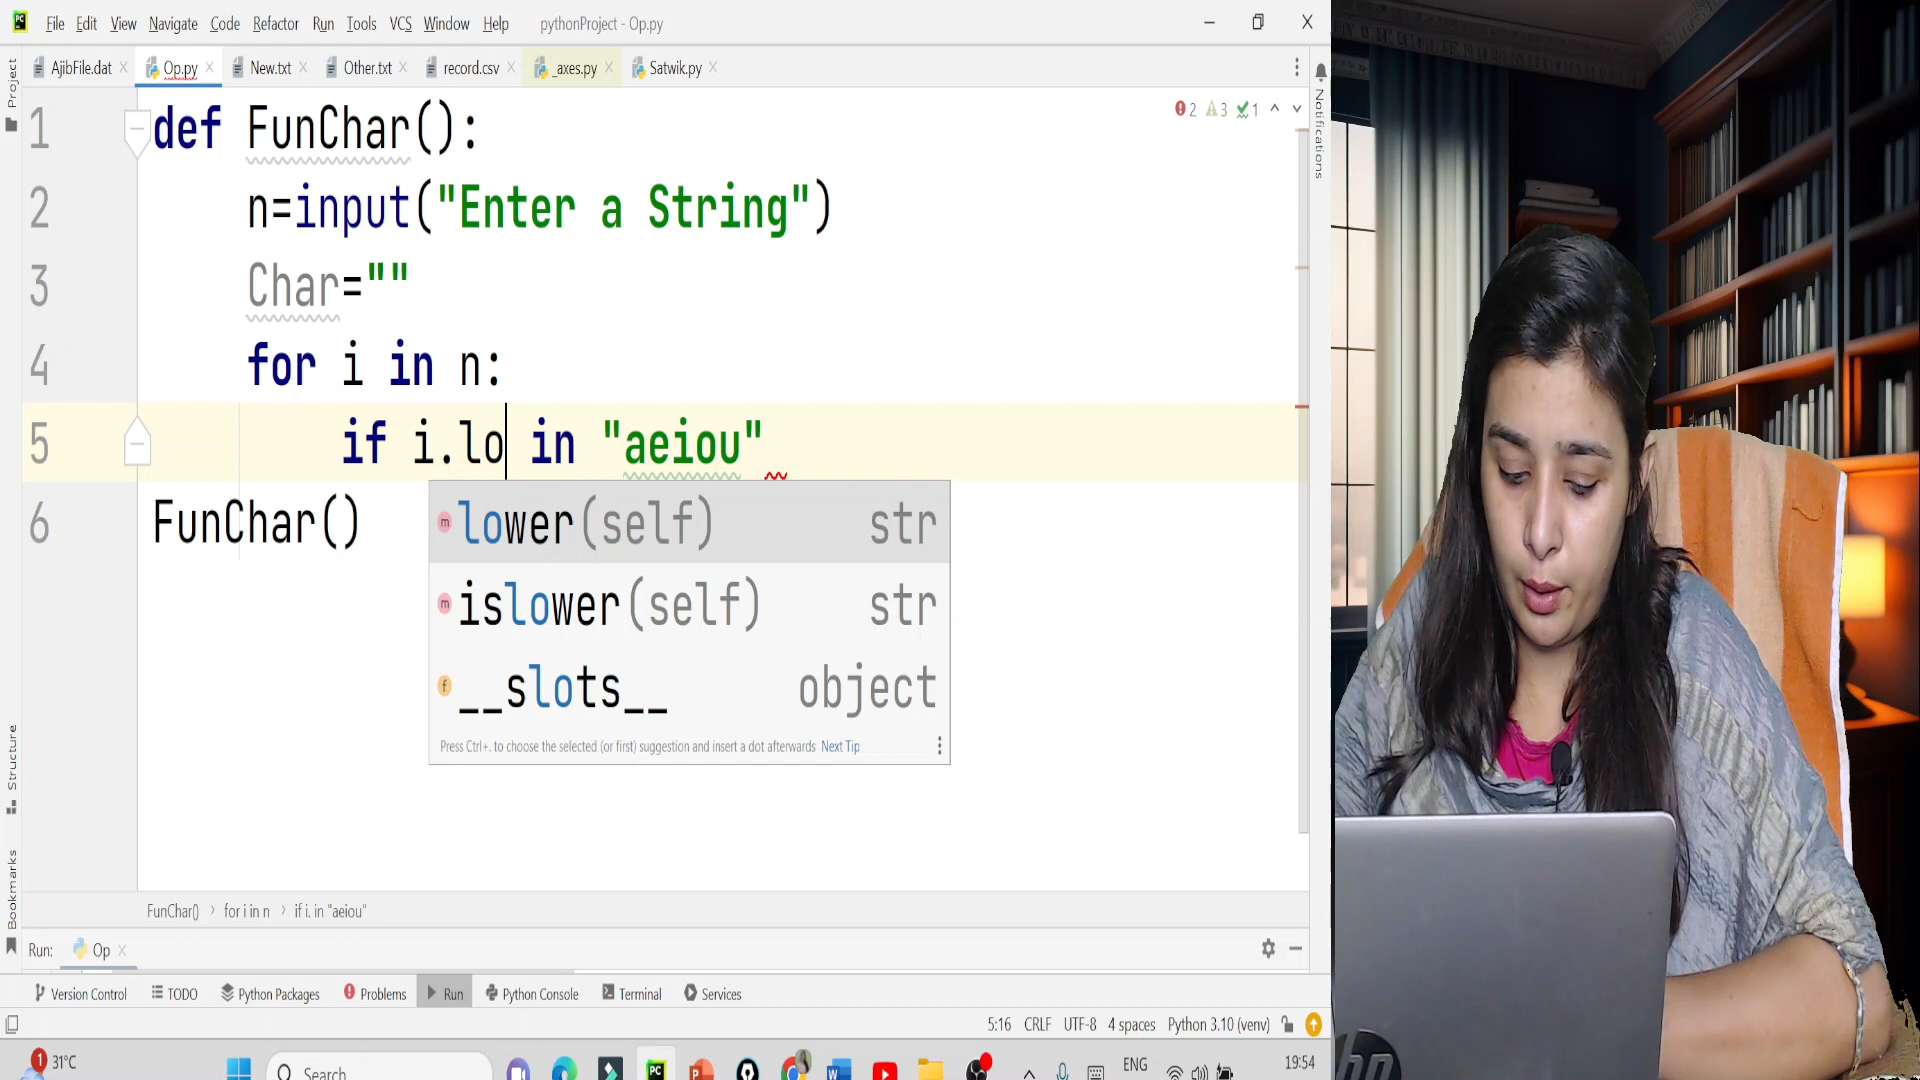 File Edit View Navigate Code Refactor Run Tools VCS Window Help pythonProject - Op.py
AjibFile.dat Op.py New.txt Other.txt record.csv _axes.py Satwik.py
Project
Notifications
2 3 1
1 def FunChar():
2 n=input("Enter a String")
3 Char=""
4 for i in n:
5 if i.lo in "aeiou"
6 FunChar()
lower(self) str
islower(self) str
__slots__ object
Press Ctrl+. to choose the selected (or first) suggestion and insert a dot afterwards Next Tip
Structure
Bookmarks
FunChar() › for i in n › if i. in "aeiou"
Run: Op
Version Control TODO Python Packages Problems Run Python Console Terminal Services
5:16 CRLF UTF-8 4 spaces Python 3.10 (venv)
1 31°C Search ENG 19:54
hp